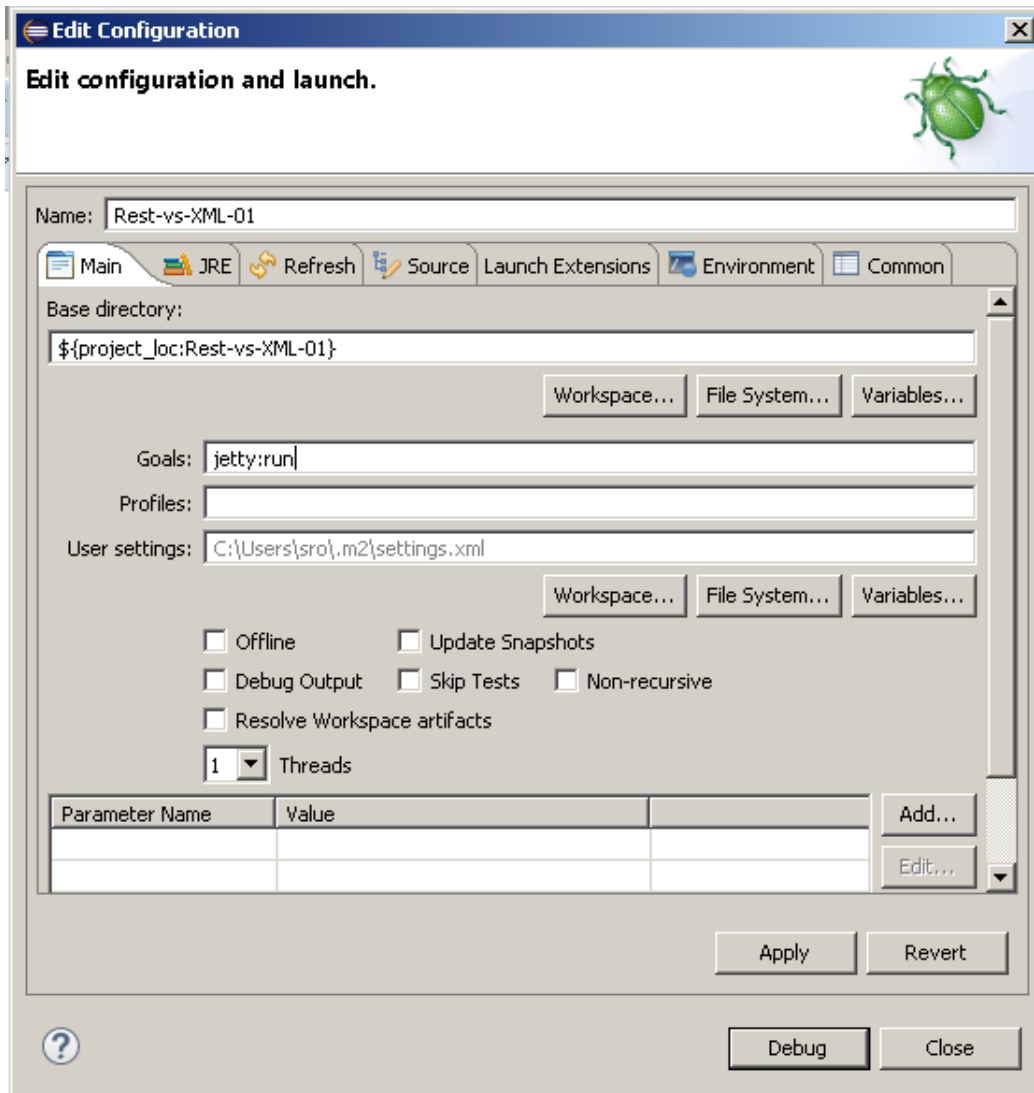 Edit Configuration
Edit configuration and launch.
Name: Rest-vs-XML-01
Main JRE Refresh Source Launch Extensions Environment Common
Base directory:
${project_loc:Rest-vs-XML-01}
Workspace... File System... Variables...
Goals: jetty:run
Profiles:
User settings: C:\Users\sro\.m2\settings.xml
Workspace... File System... Variables...
Offline Update Snapshots
Debug Output Skip Tests Non-recursive
Resolve Workspace artifacts
1 Threads
Parameter Name Value Add...
Edit...
Apply Revert
? Debug Close